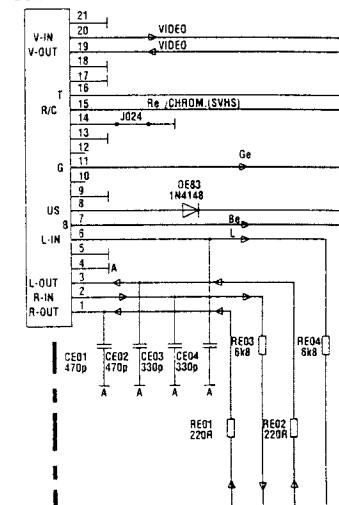 21
V-IN 20 VIDEO
V-OUT 19 VIDEO
18
17
T 16
R/C 15 Re /CHROM.(SVHS)
14 J024
13
12
G 11 Ge
10
9
US 8 DE83
1N4148
B 7 Be
L-IN 6 L
5
4 A
L-OUT 3
R-IN 2
R-OUT 1
CE01 CE02 CE03 CE04 RE03 RE04
470p 470p 330p 330p 6k8 6k8
A A A A
RE01 RE02
220R 220R